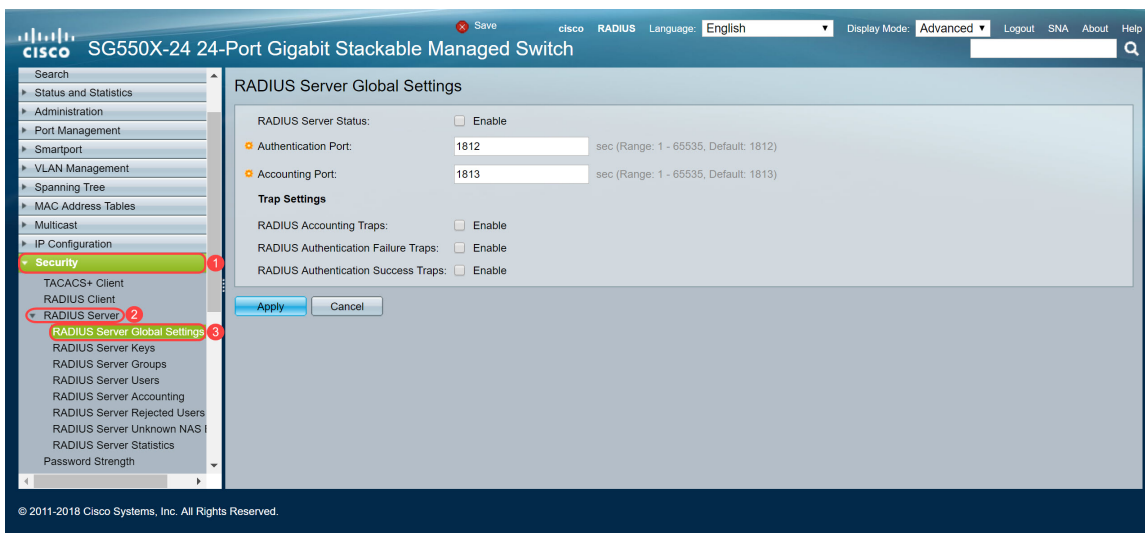 Save cisco RADIUS Language: English Display Mode: Advanced Logout SNA About Help
CISCO SG550X-24 24-Port Gigabit Stackable Managed Switch
Search
Status and Statistics
Administration
Port Management
Smartport
VLAN Management
Spanning Tree
MAC Address Tables
Multicast
IP Configuration
Security 1
TACACS+ Client
RADIUS Client
RADIUS Server 2
RADIUS Server Global Settings 3
RADIUS Server Keys
RADIUS Server Groups
RADIUS Server Users
RADIUS Server Accounting
RADIUS Server Rejected Users
RADIUS Server Unknown NAS
RADIUS Server Statistics
Password Strength
RADIUS Server Global Settings
RADIUS Server Status: Enable
Authentication Port: 1812 sec (Range: 1 - 65535, Default: 1812)
Accounting Port: 1813 sec (Range: 1 - 65535, Default: 1813)
Trap Settings
RADIUS Accounting Traps: Enable
RADIUS Authentication Failure Traps: Enable
RADIUS Authentication Success Traps: Enable
Apply Cancel
© 2011-2018 Cisco Systems, Inc. All Rights Reserved.